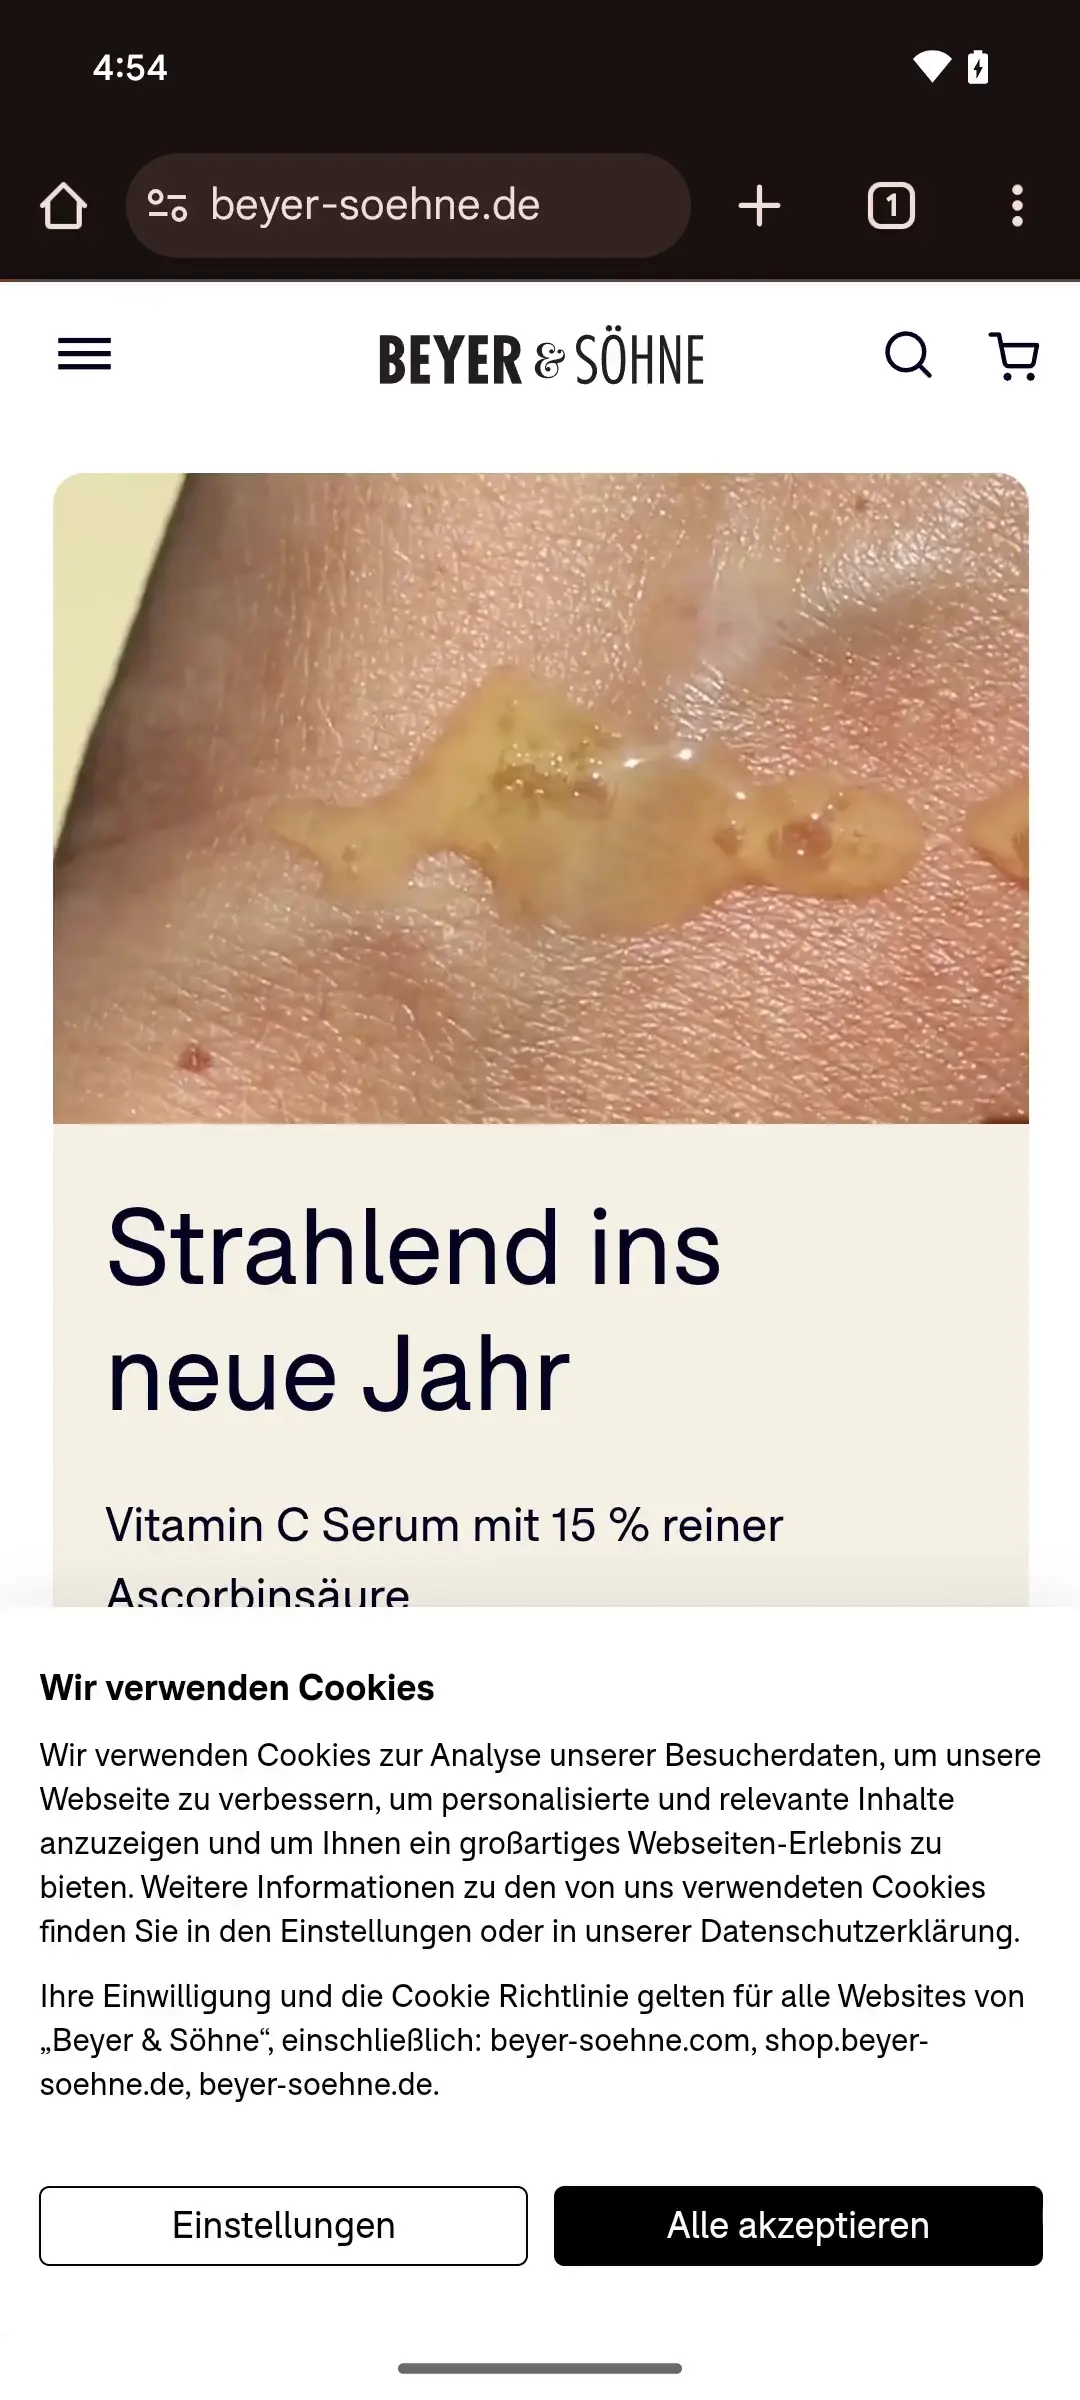 4:54
beyer-soehne.de
1
BEYER & SÖHNE
Strahlend ins
neue Jahr
Vitamin C Serum mit 15 % reiner
Ascorbinsäure
Wir verwenden Cookies
Wir verwenden Cookies zur Analyse unserer Besucherdaten, um unsere
Webseite zu verbessern, um personalisierte und relevante Inhalte
anzuzeigen und um Ihnen ein großartiges Webseiten-Erlebnis zu
bieten. Weitere Informationen zu den von uns verwendeten Cookies
finden Sie in den Einstellungen oder in unserer Datenschutzerklärung.
Ihre Einwilligung und die Cookie Richtlinie gelten für alle Websites von
„Beyer & Söhne“, einschließlich: beyer-soehne.com, shop.beyer-
soehne.de, beyer-soehne.de.
Einstellungen
Alle akzeptieren